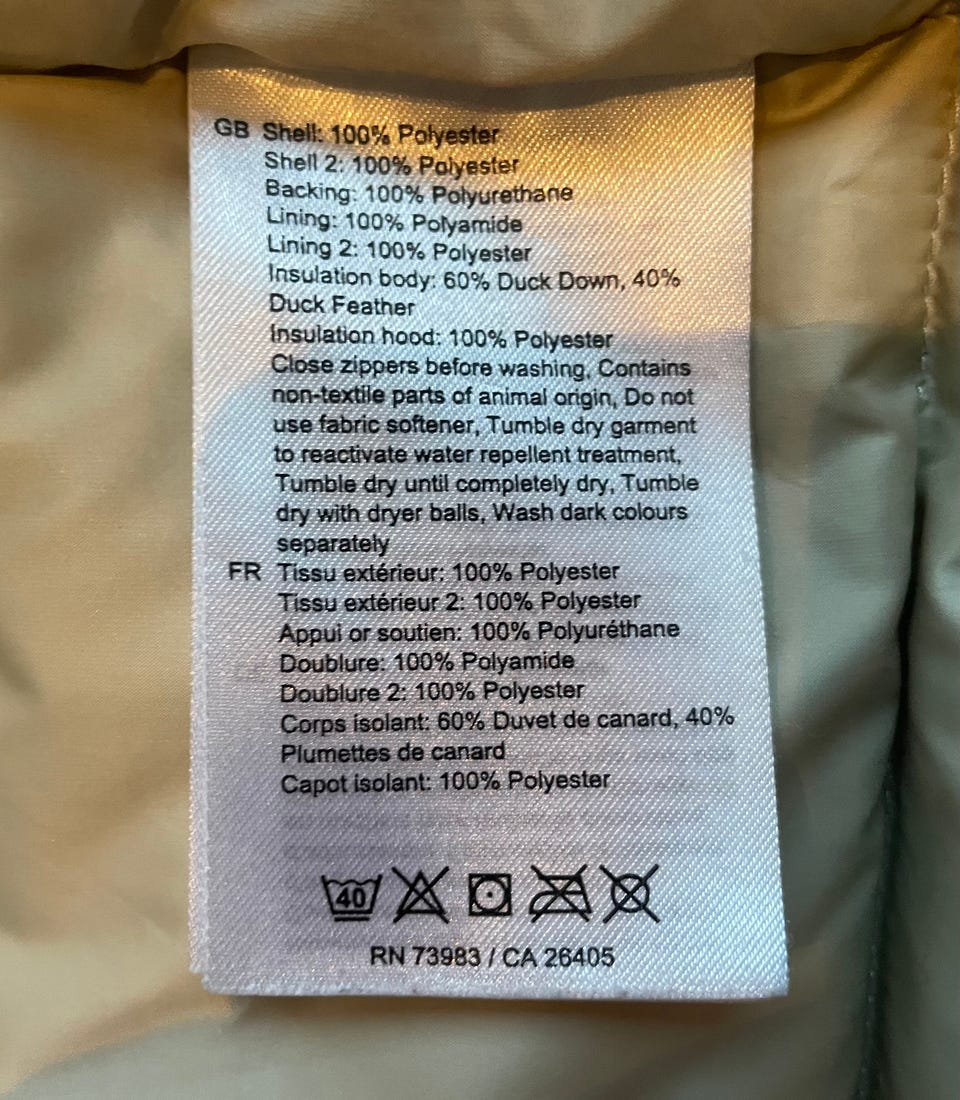 GB Shell: 100% Polyester
Shell 2: 100% Polyester
Backing: 100% Polyurethane
Lining: 100% Polyamide
Lining 2: 100% Polyester
Insulation body: 60% Duck Down, 40%
Duck Feather
Insulation hood: 100% Polyester
Close zippers before washing, Contains
non-textile parts of animal origin, Do not
use fabric softener, Tumble dry garment
to reactivate water repellent treatment,
Tumble dry until completely dry, Tumble
dry with dryer balls, Wash dark colours
separately
FR Tissu extérieur: 100% Polyester
Tissu extérieur 2: 100% Polyester
Appui or soutien: 100% Polyuréthane
Doublure: 100% Polyamide
Doublure 2: 100% Polyester
Corps isolant: 60% Duvet de canard, 40%
Plumettes de canard
Capot isolant: 100% Polyester
40
RN 73983 / CA 26405